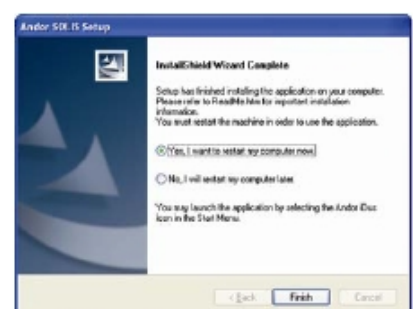 Andor SOLIS Setup
InstallShield Wizard Complete
Setup has finished installing the application on your computer.
Please refer to ReadMe.htm for important installation
information.
You must restart the machine in order to use the application.
Yes, I want to restart my computer now.
No, I will restart my computer later.
You may launch the application by selecting the Andor iDus
icon in the Start Menu.
< Back
Finish
Cancel